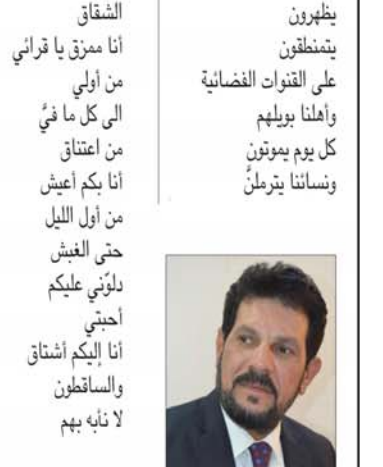 يظهرون
يتمنطقون
على القنوات الفضائية
وأهلنا بويلهم
كل يوم يموتون
ونسائنا يترملنَّ
الشقاق
أنا ممزق يا قرائي
من أولي
الى كل ما فيَّ
من اعتناق
أنا بكم أعيش
من أول الليل
حتى الغبش
دلوّني عليكم
أحبتي
أنا إليكم أشتاق
والساقطون
لا نأبه بهم